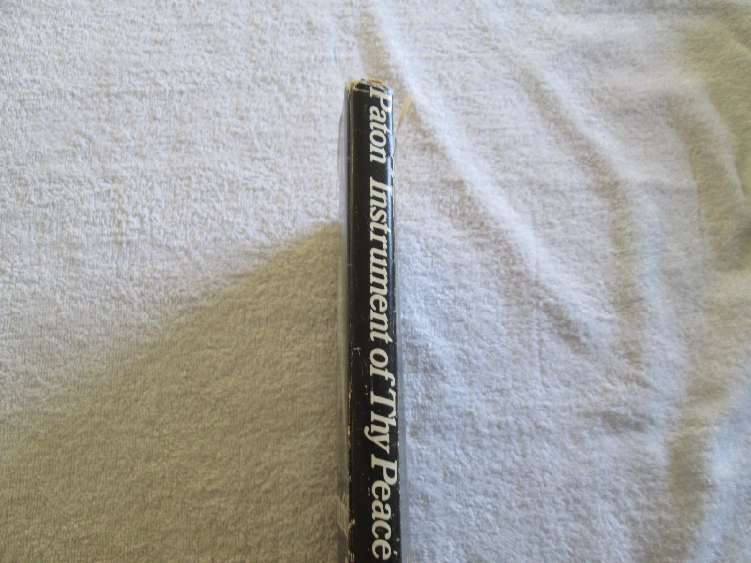 Paton Instrument of Thy Peace